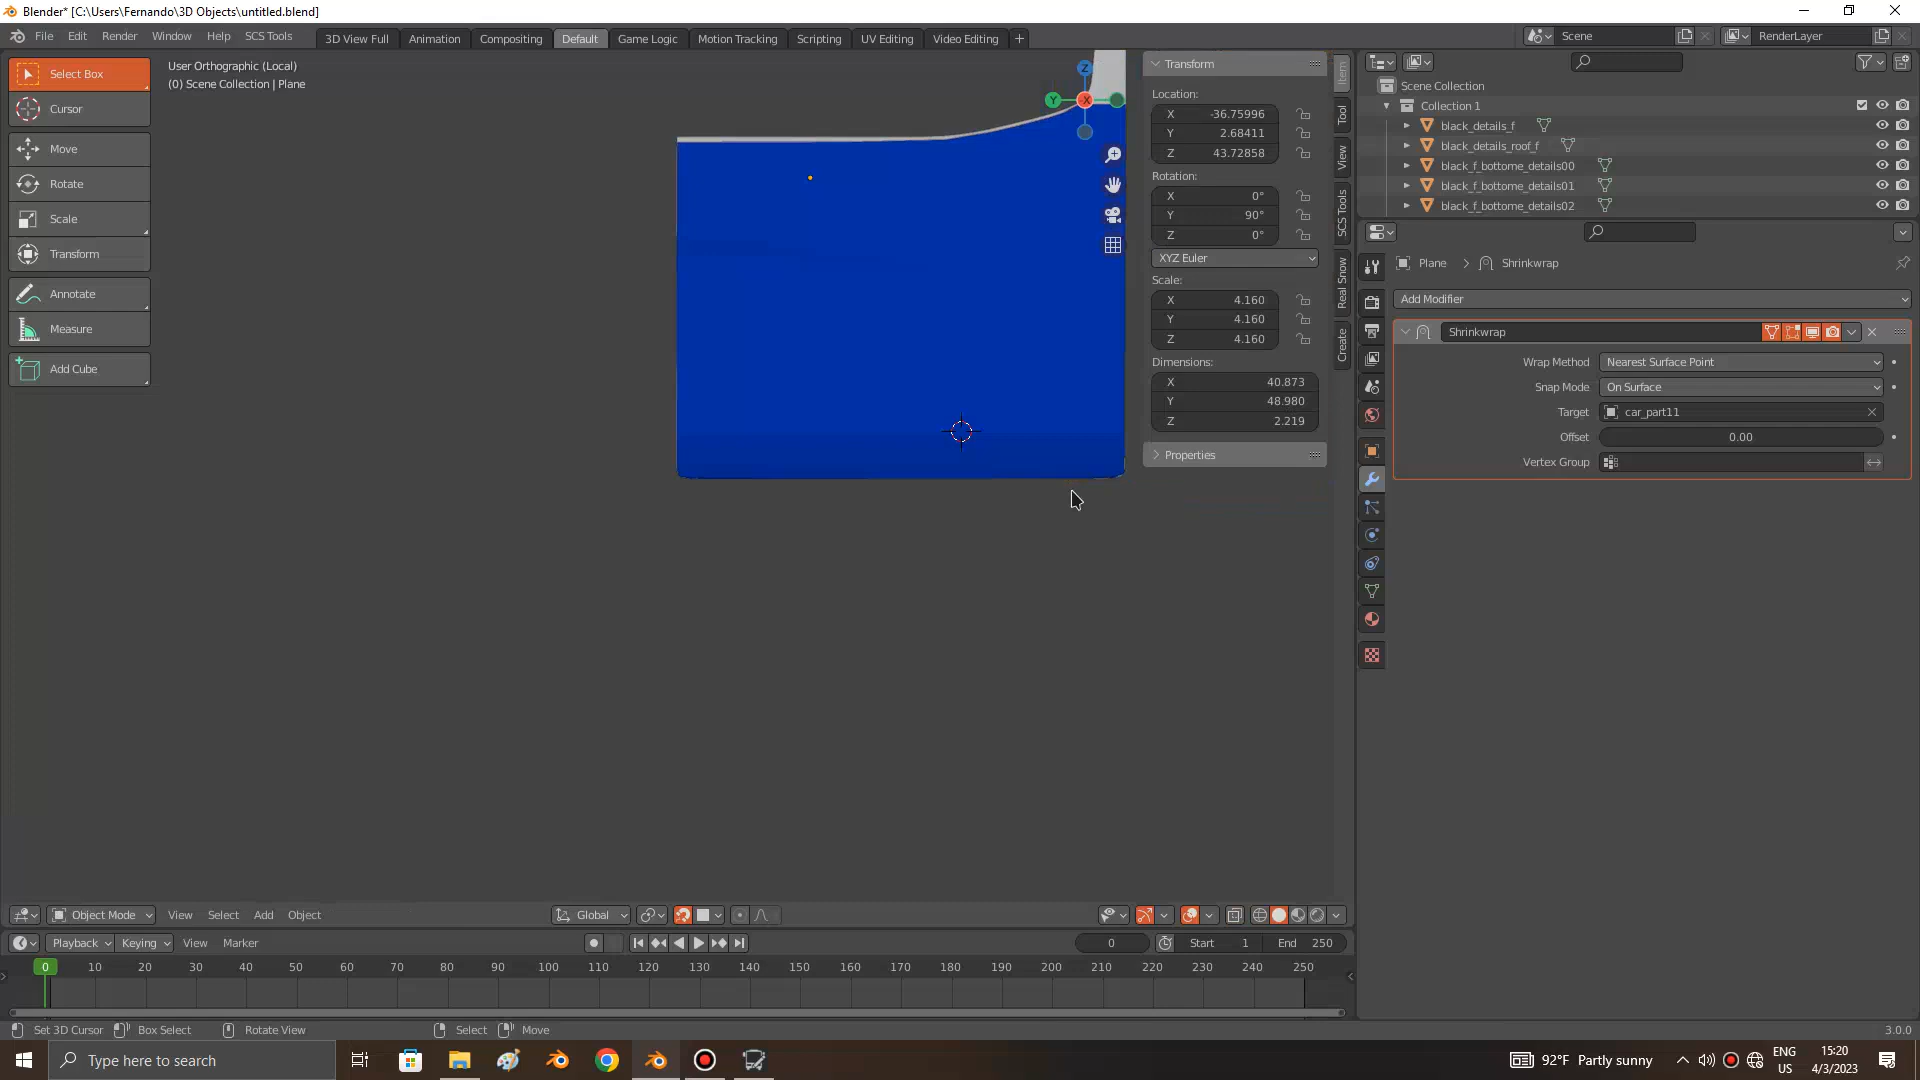 Blender* [C:\Users\Fernando\3D Objects\untitled.blend]
File Edit Render Window Help SCS Tools
3D View Full Animation Compositing Default Game Logic Motion Tracking Scripting UV Editing Video Editing +
Scene
RenderLayer
Select Box
Cursor
Move
Rotate
Scale
Transform
Annotate
Measure
Add Cube
User Orthographic (Local)
(0) Scene Collection | Plane
Z
Y
X
Transform
Location:
X -36.75996
Y 2.68411
Z 43.72858
Rotation:
X 0°
Y 90°
Z 0°
XYZ Euler
Scale:
X 4.160
Y 4.160
Z 4.160
Dimensions:
X 40.873
Y 48.980
Z 2.219
Properties
Item
Tool
View
SCS Tools
Real Snow
Create
Scene Collection
Collection 1
black_details_f
black_details_roof_f
black_f_bottome_details00
black_f_bottome_details01
black_f_bottome_details02
Plane > Shrinkwrap
Add Modifier
Shrinkwrap
Wrap Method Nearest Surface Point
Snap Mode On Surface
Target car_part11
Offset 0.00
Vertex Group
Object Mode View Select Add Object
Global
Playback Keying View Marker
0 Start 1 End 250
0 10 20 30 40 50 60 70 80 90 100 110 120 130 140 150 160 170 180 190 200 210 220 230 240 250
Set 3D Cursor Box Select Rotate View Select Move
3.0.0
Type here to search
92°F Partly sunny
ENG
US
15:20
4/3/2023